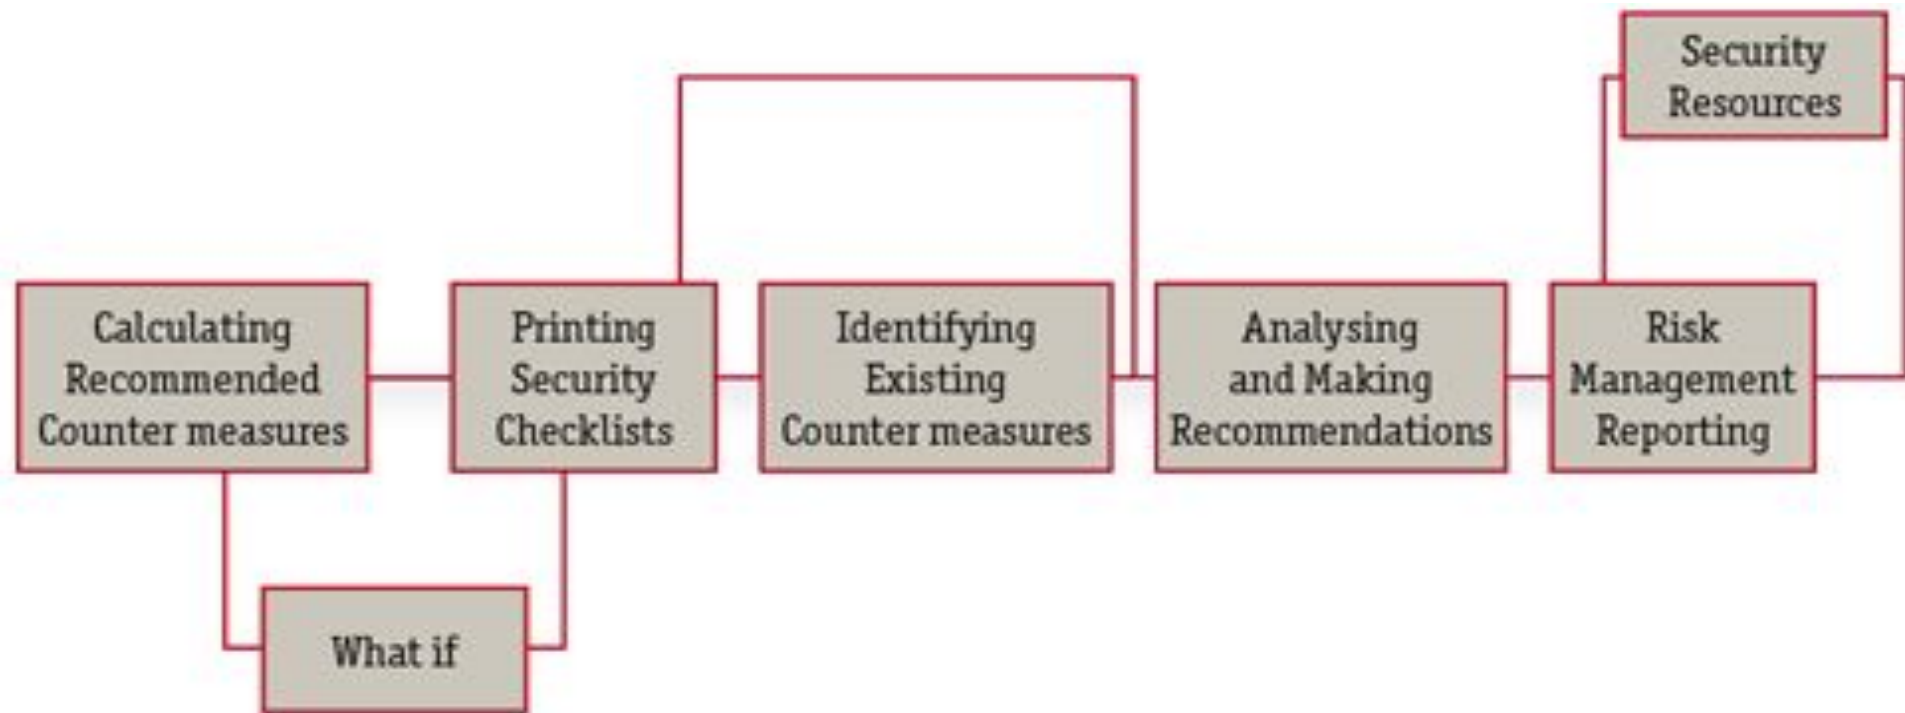 Security
Resources
Calculating
Recommended
Counter measures
Printing
Security
Checklists
Identifying
Existing
Counter measures
Analysing
and Making
Recommendations
Risk
Management
Reporting
What if